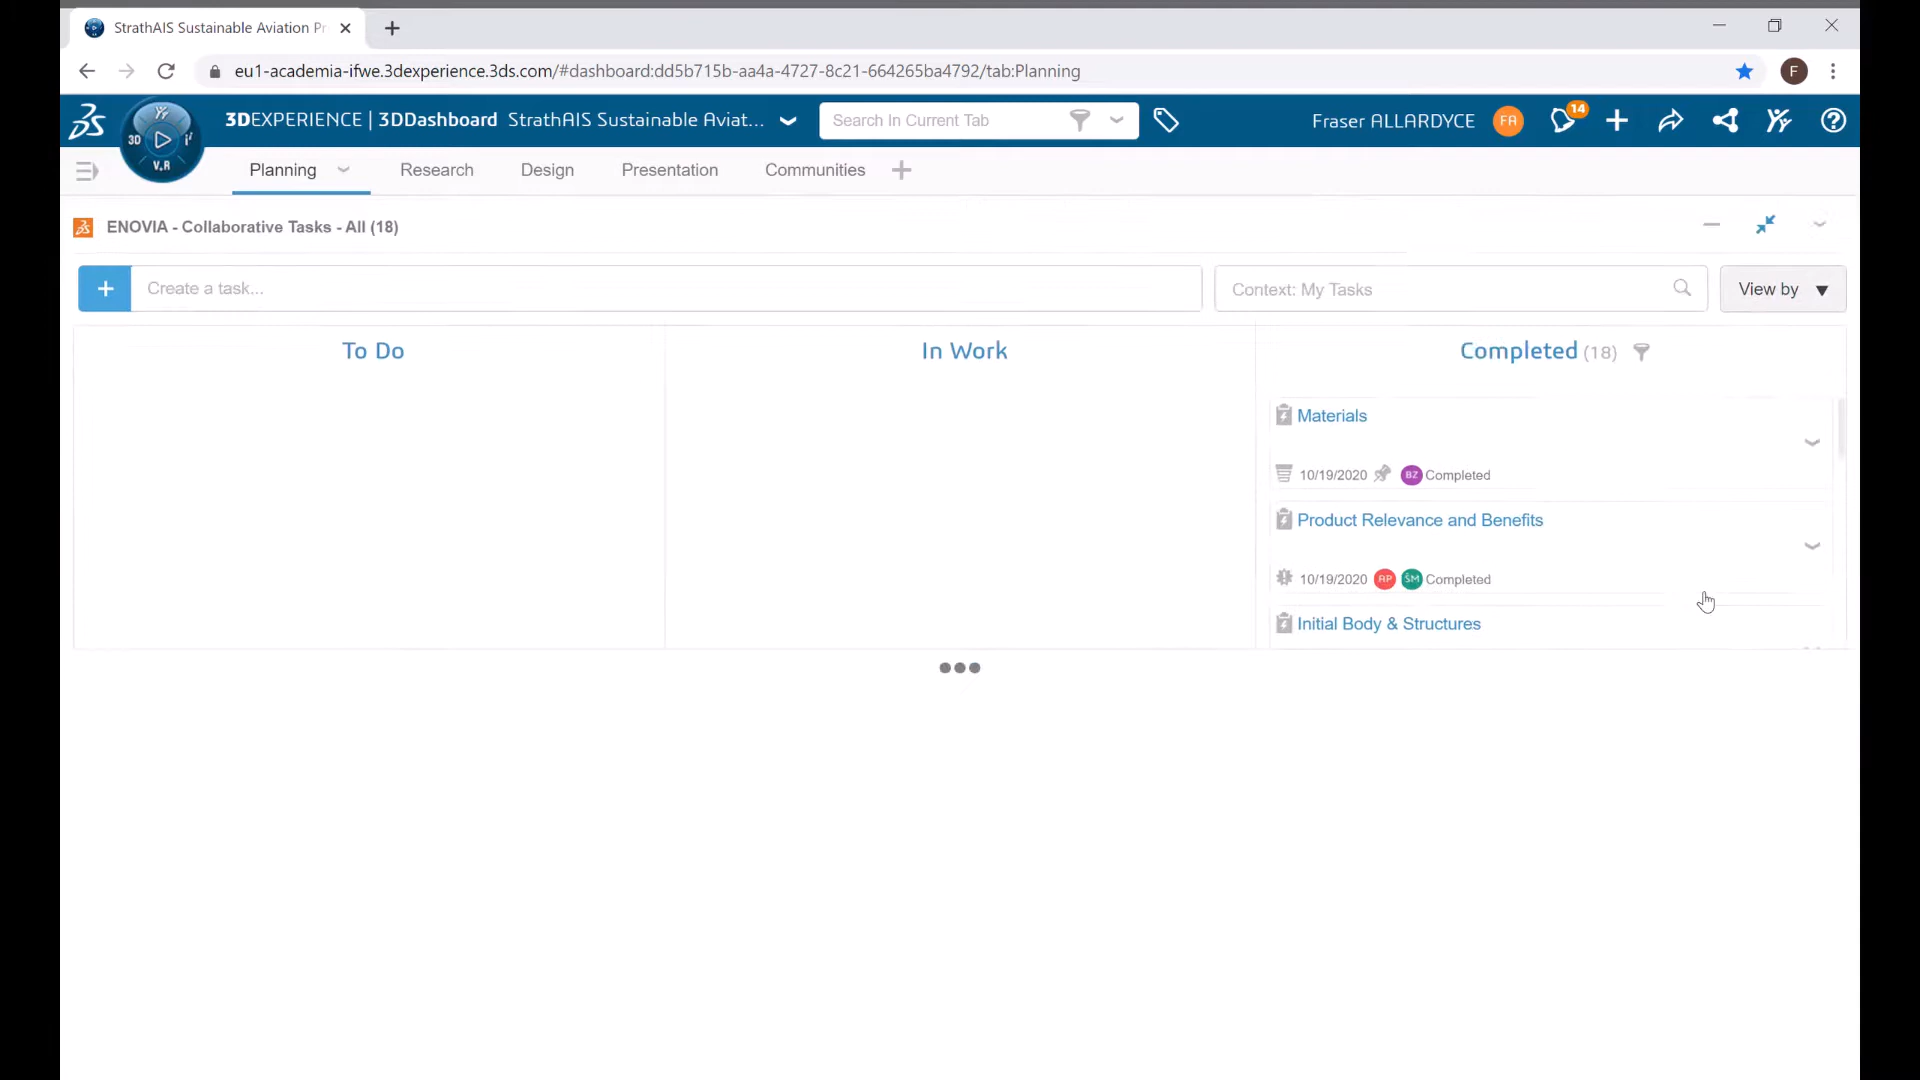 StrathAIS Sustainable Aviation Pr
eu1-academia-ifwe.3dexperience.3ds.com/#dashboard:dd5b715b-aa4a-4727-8c21-664265ba4792/tab:Planning
F
3D
V.R
3DEXPERIENCE | 3DDashboard StrathAIS Sustainable Aviat...
Search In Current Tab
Fraser ALLARDYCE FA 14
Planning Research Design Presentation Communities
ENOVIA - Collaborative Tasks - All (18)
Create a task...
Context: My Tasks
View by
To Do
In Work
Completed (18)
Materials
10/19/2020 BZ Completed
Product Relevance and Benefits
10/19/2020 AP ŠM Completed
Initial Body & Structures